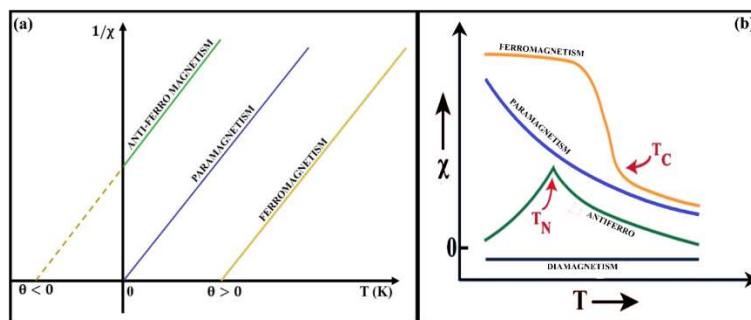 (a)
1/χ
ANTI-FERRO MAGNETISM
PARAMAGNETISM
FERROMAGNETISM
θ < 0
0
θ > 0
T (K)
(b)
FERROMAGNETISM
PARAMAGNETISM
χ
T_C
T_N
ANTIFERRO
0
DIAMAGNETISM
T